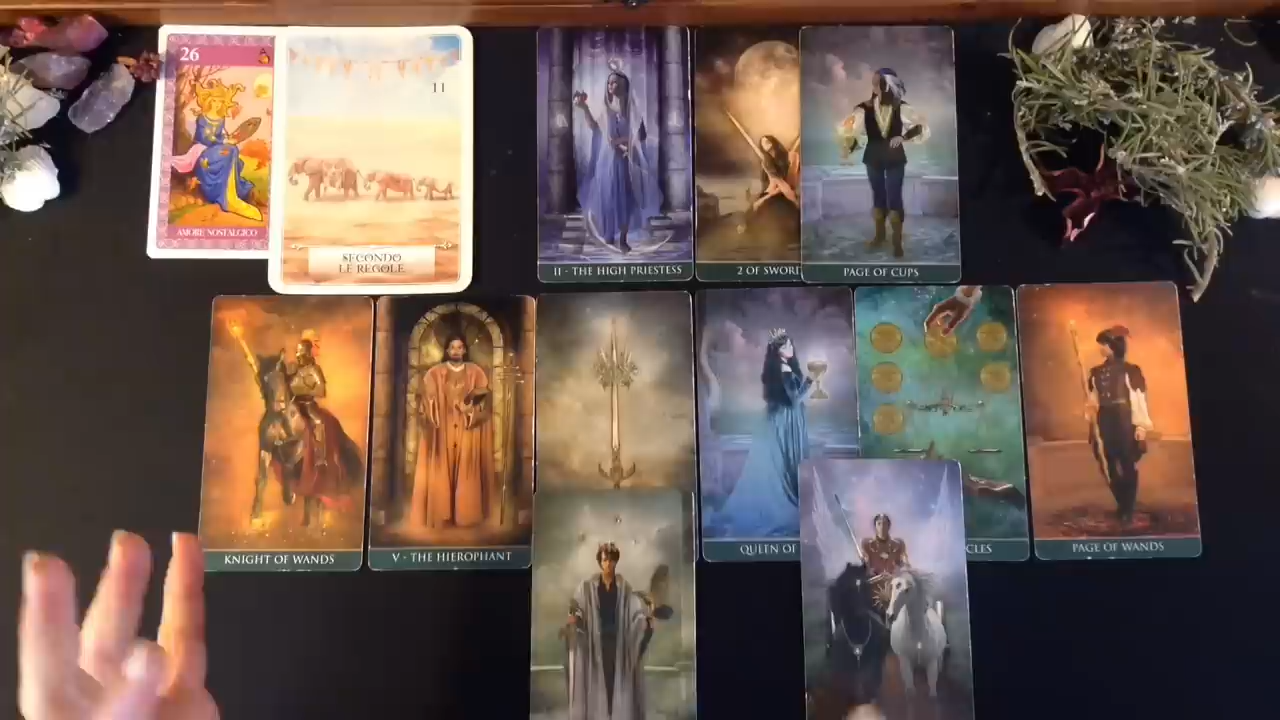 26
AMORE NOSTALGICO
11
SECONDO
LE REGOLE
II - THE HIGH PRIESTESS
2 OF SWORD
PAGE OF CUPS
KNIGHT OF WANDS
V - THE HIEROPHANT
QUEEN OF
CLES
PAGE OF WANDS